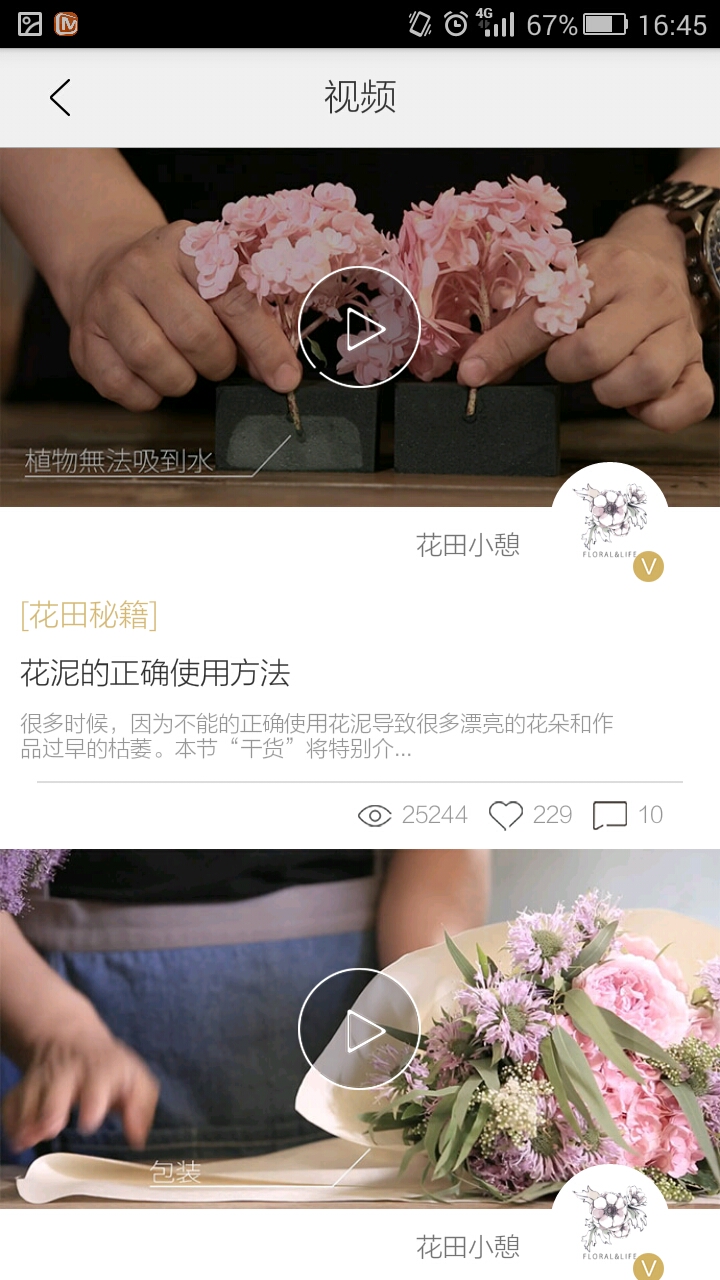 4G
67%
16:45
视频
植物無法吸到水
花田小憩
FLORAL&LIFE
V
[花田秘籍]
花泥的正确使用方法
很多时候，因为不能的正确使用花泥导致很多漂亮的花朵和作
品过早的枯萎。本节“干货”将特别介...
25244 229 10
包装
花田小憩
FLORAL&LIFE
V